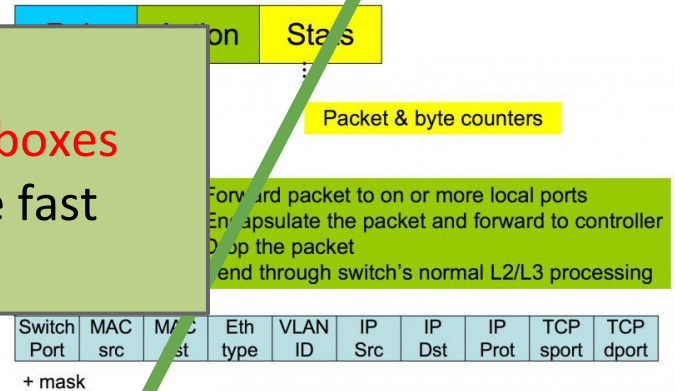 on Stats
Packet & byte counters
boxes
fast
Forward packet to on or more local ports
Encapsulate the packet and forward to controller
Drop the packet
end through switch's normal L2/L3 processing
Switch Port MAC src MAC Eth type VLAN ID IP Src IP Dst IP Prot TCP sport TCP dport
+ mask